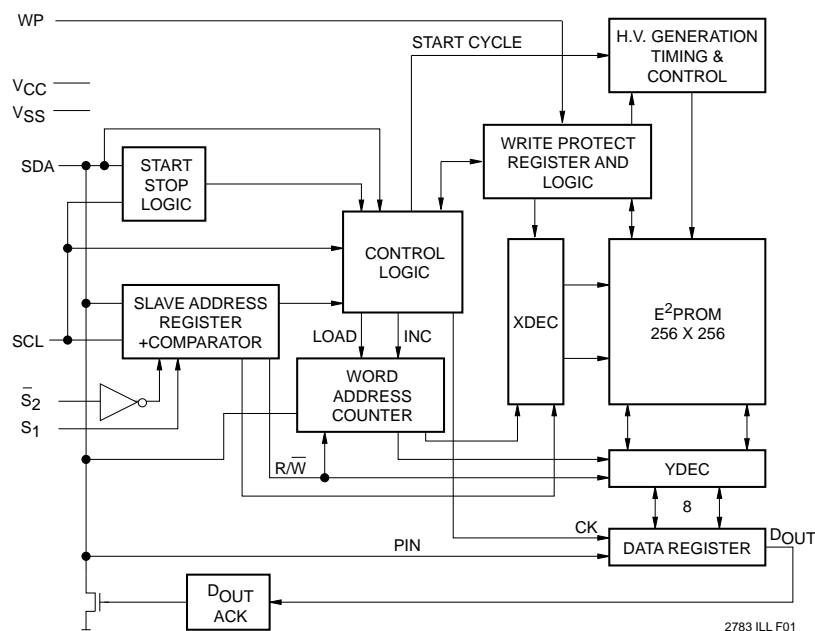 WP
START CYCLE
H.V. GENERATION
TIMING &
CONTROL
VCC
VSS
SDA
START
STOP
LOGIC
WRITE PROTECT
REGISTER AND
LOGIC
CONTROL
LOGIC
SLAVE ADDRESS
REGISTER
+COMPARATOR
XDEC
E²PROM
256 X 256
SCL
LOAD
INC
S̅2
S1
WORD
ADDRESS
COUNTER
R/W̅
YDEC
8
CK
DOUT
PIN
DATA REGISTER
DOUT
ACK
2783 ILL F01